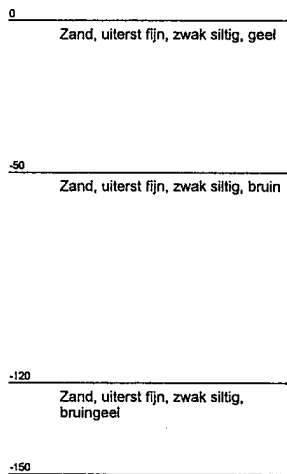 0
Zand, uiterst fijn, zwak siltig, geel
-50
Zand, uiterst fijn, zwak siltig, bruin
-120
Zand, uiterst fijn, zwak siltig,
bruingeel
-150